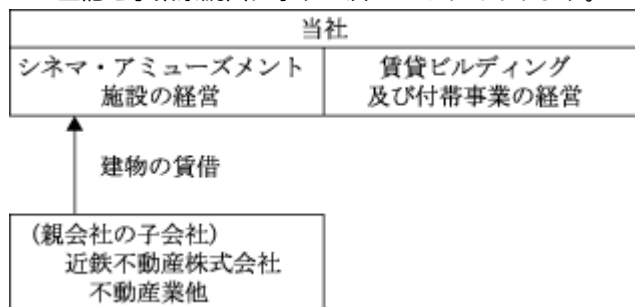 当社
シネマ・アミューズメント
施設の経営
賃貸ビルディング
及び付帯事業の経営
建物の賃借
(親会社の子会社)
近鉄不動産株式会社
不動産業他